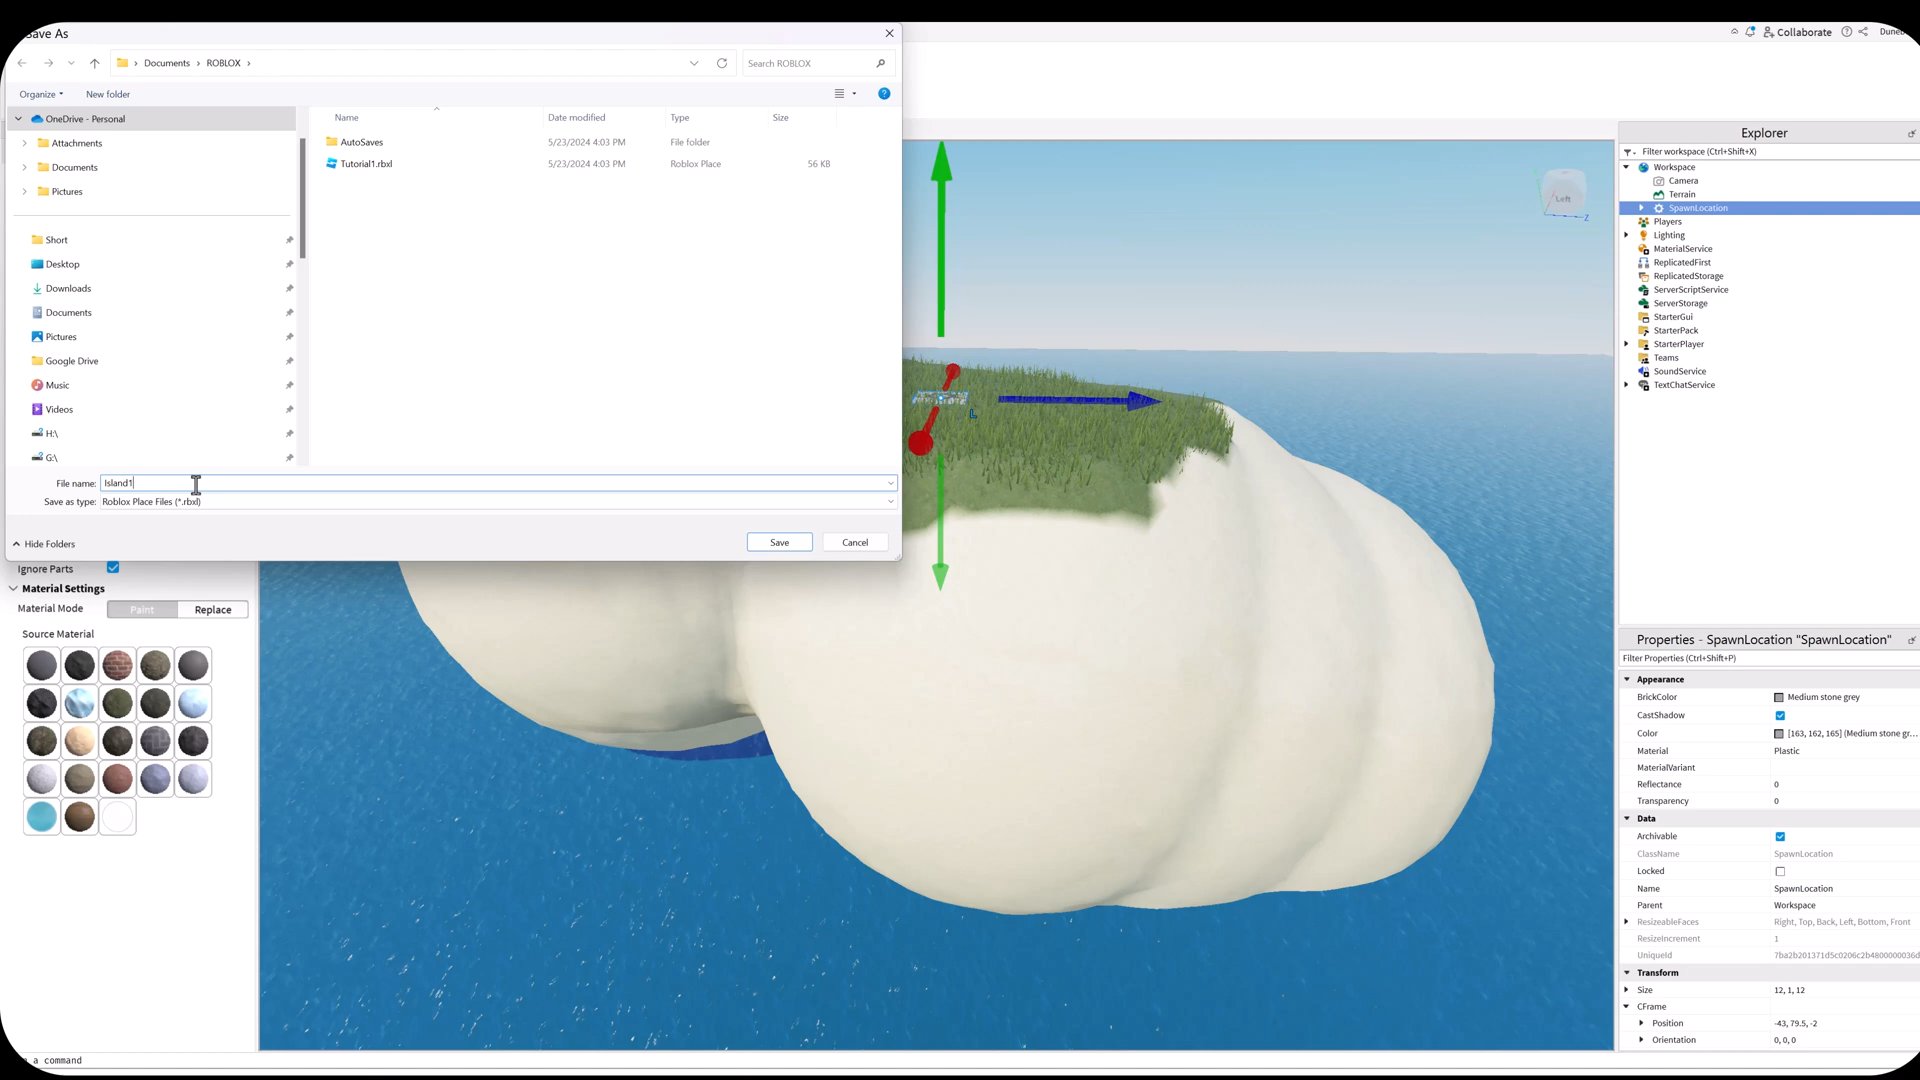 Save As
Collaborate
Documents > ROBLOX >
Search ROBLOX
Organize
New folder
OneDrive - Personal
Attachments
Documents
Pictures
Short
Desktop
Downloads
Documents
Pictures
Google Drive
Music
Videos
H:\
G:\
Name Date modified Type Size
AutoSaves 5/23/2024 4:03 PM File folder
Tutorial1.rbxl 5/23/2024 4:03 PM Roblox Place 56 KB
File name: Island1
Save as type: Roblox Place Files (*.rbxl)
Hide Folders
Save
Cancel
Ignore Parts
Material Settings
Material Mode Paint Replace
Source Material
Left
Z
L
a command
Explorer
Filter workspace (Ctrl+Shift+X)
Workspace
Camera
Terrain
SpawnLocation
Players
Lighting
MaterialService
ReplicatedFirst
ReplicatedStorage
ServerScriptService
ServerStorage
StarterGui
StarterPack
StarterPlayer
Teams
SoundService
TextChatService
Properties - SpawnLocation "SpawnLocation"
Filter Properties (Ctrl+Shift+P)
Appearance
BrickColor Medium stone grey
CastShadow
Color [163, 162, 165] (Medium stone gr...
Material Plastic
MaterialVariant
Reflectance 0
Transparency 0
Data
Archivable
ClassName SpawnLocation
Locked
Name SpawnLocation
Parent Workspace
ResizeableFaces Right, Top, Back, Left, Bottom, Front
ResizeIncrement 1
UniqueId 7ba2b201371d5c0206c2b4800000036d
Transform
Size 12, 1, 12
CFrame
Position -43, 79.5, -2
Orientation 0, 0, 0